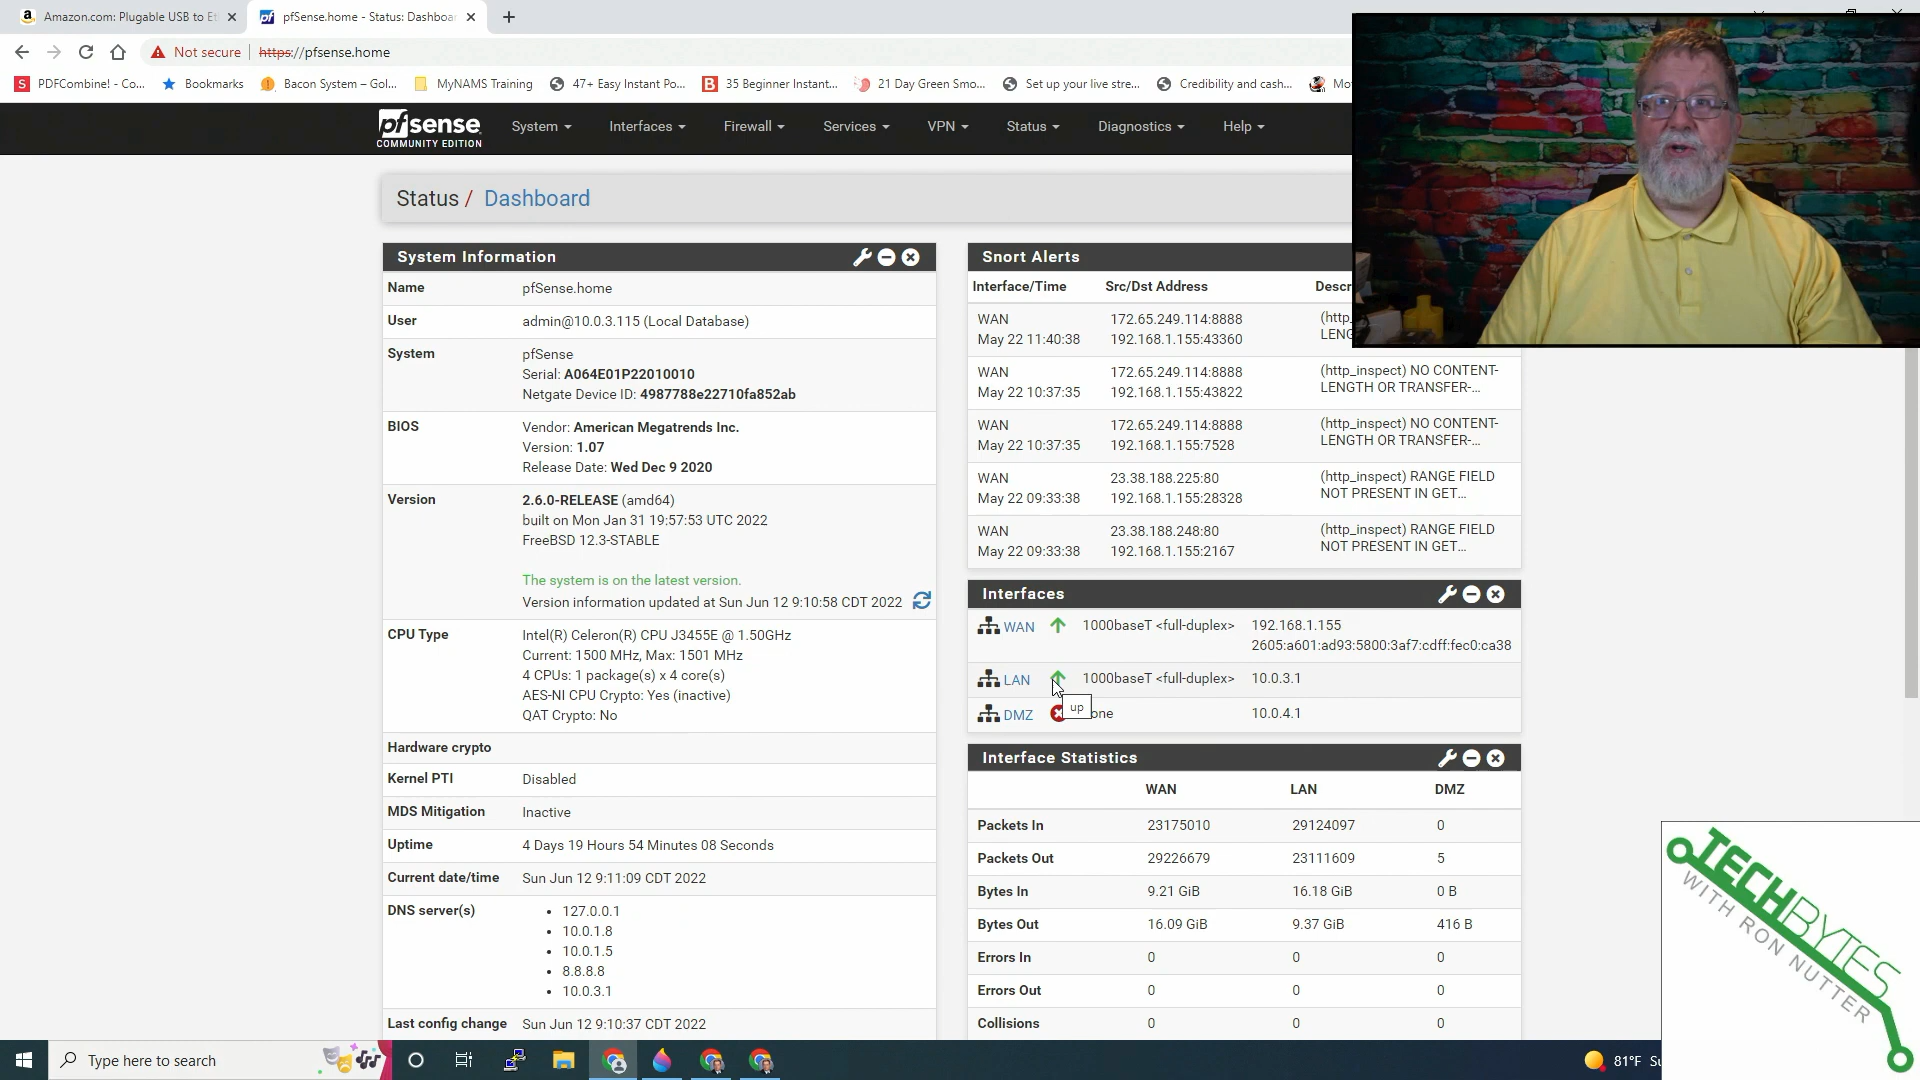 Amazon.com: Plugable USB to Et
pfSense.home - Status: Dashboar
Not secure
https://pfsense.home
PDFCombine! - Co...
Bookmarks
Bacon System – Gol...
MyNAMS Training
47+ Easy Instant Po...
35 Beginner Instant...
21 Day Green Smo...
Set up your live stre...
Credibility and cash...
pfsense
COMMUNITY EDITION
System
Interfaces
Firewall
Services
VPN
Status
Diagnostics
Help
Status / Dashboard
System Information
Name
pfSense.home
User
admin@10.0.3.115 (Local Database)
System
pfSense
Serial: A064E01P22010010
Netgate Device ID: 4987788e22710fa852ab
BIOS
Vendor: American Megatrends Inc.
Version: 1.07
Release Date: Wed Dec 9 2020
Version
2.6.0-RELEASE (amd64)
built on Mon Jan 31 19:57:53 UTC 2022
FreeBSD 12.3-STABLE
The system is on the latest version.
Version information updated at Sun Jun 12 9:10:58 CDT 2022
CPU Type
Intel(R) Celeron(R) CPU J3455E @ 1.50GHz
Current: 1500 MHz, Max: 1501 MHz
4 CPUs: 1 package(s) x 4 core(s)
AES-NI CPU Crypto: Yes (inactive)
QAT Crypto: No
Hardware crypto
Kernel PTI
Disabled
MDS Mitigation
Inactive
Uptime
4 Days 19 Hours 54 Minutes 08 Seconds
Current date/time
Sun Jun 12 9:11:09 CDT 2022
DNS server(s)
• 127.0.0.1
• 10.0.1.8
• 10.0.1.5
• 8.8.8.8
• 10.0.3.1
Last config change
Sun Jun 12 9:10:37 CDT 2022
Snort Alerts
Interface/Time Src/Dst Address Descr
WAN 172.65.249.114:8888 (http_
May 22 11:40:38 192.168.1.155:43360 LENG
WAN 172.65.249.114:8888 (http_inspect) NO CONTENT-
May 22 10:37:35 192.168.1.155:43822 LENGTH OR TRANSFER-...
WAN 172.65.249.114:8888 (http_inspect) NO CONTENT-
May 22 10:37:35 192.168.1.155:7528 LENGTH OR TRANSFER-...
WAN 23.38.188.225:80 (http_inspect) RANGE FIELD
May 22 09:33:38 192.168.1.155:28328 NOT PRESENT IN GET...
WAN 23.38.188.248:80 (http_inspect) RANGE FIELD
May 22 09:33:38 192.168.1.155:2167 NOT PRESENT IN GET...
Interfaces
WAN 1000baseT <full-duplex> 192.168.1.155
2605:a601:ad93:5800:3af7:cdff:fec0:ca38
LAN 1000baseT <full-duplex> 10.0.3.1
up
DMZ one 10.0.4.1
Interface Statistics
WAN LAN DMZ
Packets In 23175010 29124097 0
Packets Out 29226679 23111609 5
Bytes In 9.21 GiB 16.18 GiB 0 B
Bytes Out 16.09 GiB 9.37 GiB 416 B
Errors In 0 0 0
Errors Out 0 0 0
Collisions 0 0 0
TECHBYTES
WITH RON NUTTER
Type here to search
81°F